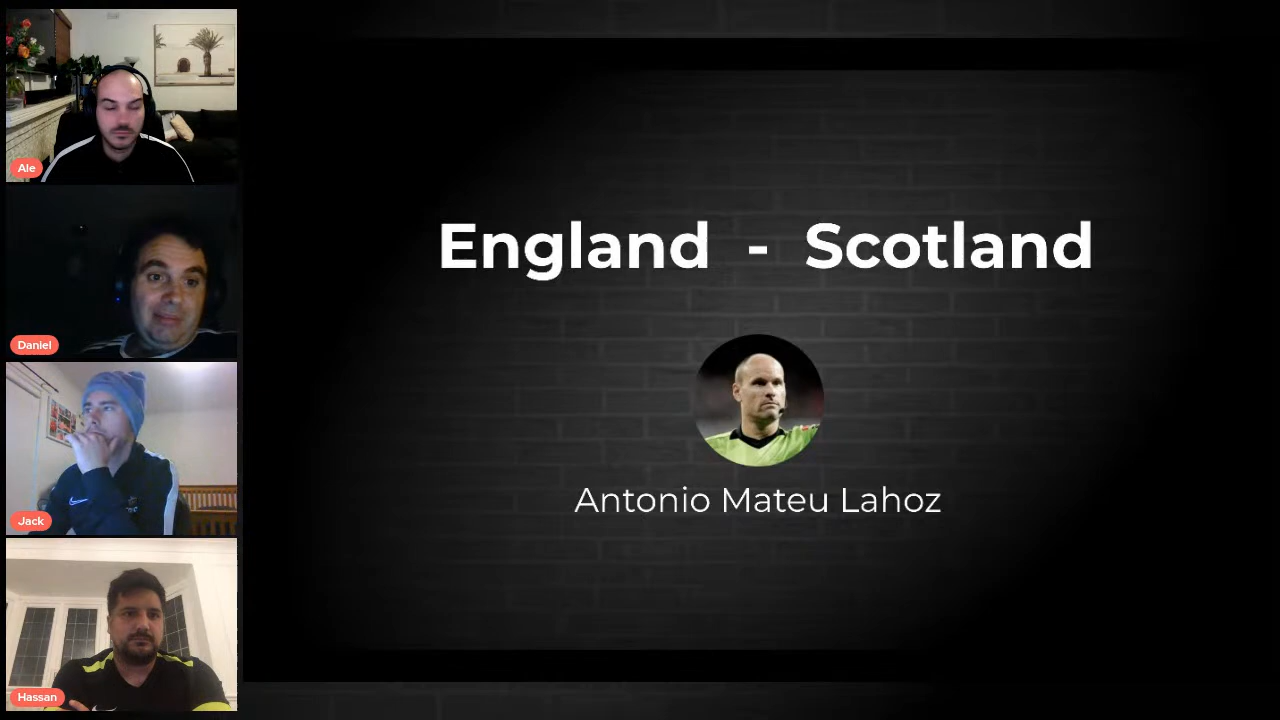 Ale
Daniel
Jack
Hassan
England - Scotland
Antonio Mateu Lahoz